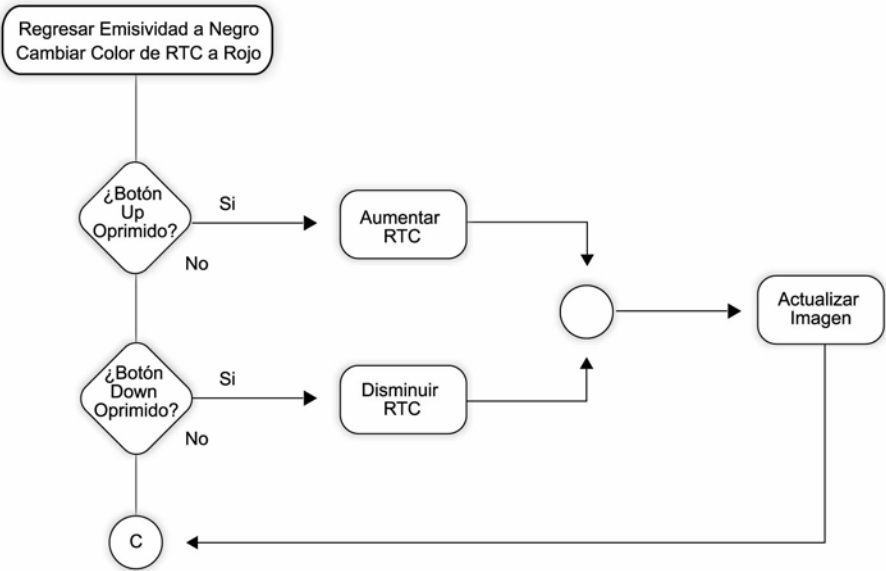 Regresar Emisividad a Negro
Cambiar Color de RTC a Rojo
¿Botón
Up
Oprimido?
Si
No
Aumentar
RTC
Actualizar
Imagen
¿Botón
Down
Oprimido?
Si
No
Disminuir
RTC
C